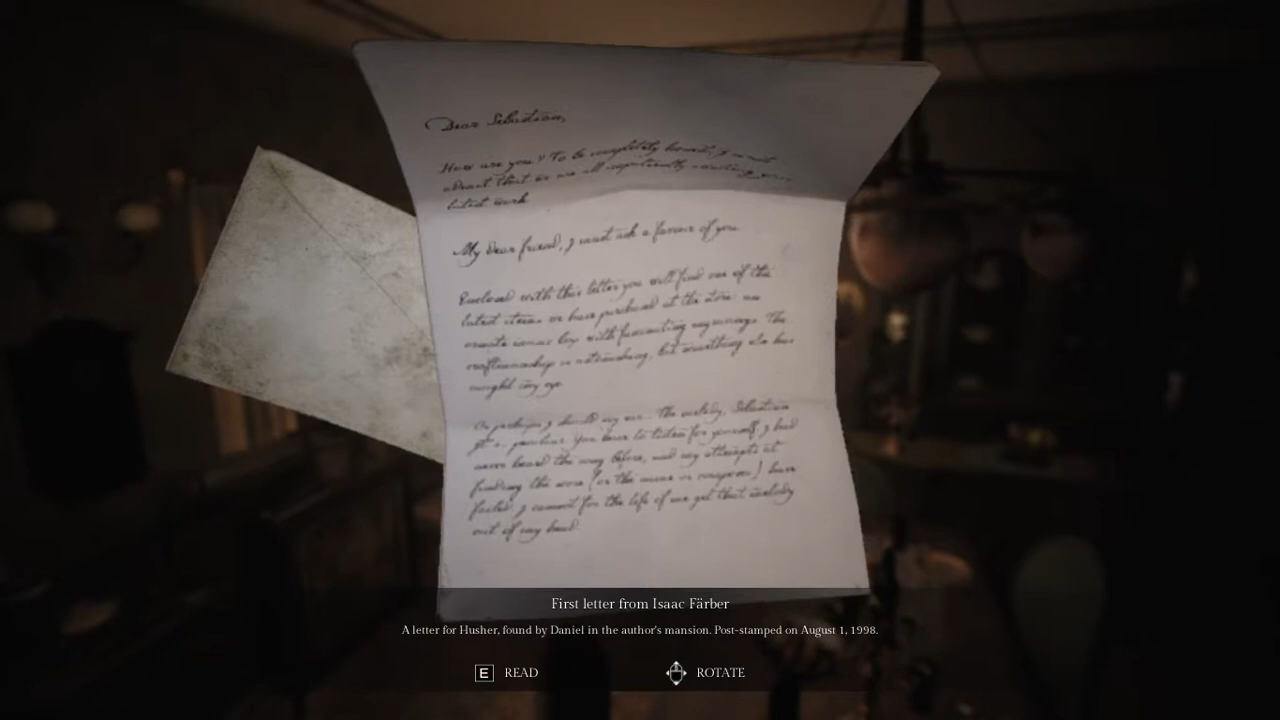 Dear Sebastian,
How are you? To be completely honest, I must
admit that we are all impatiently awaiting your
latest work.
My dear friend, I must ask a favour of you.
Enclosed with this letter you will find one of the
latest items we have purchased at the store: an
ornate music box with fascinating engravings. The
craftsmanship is astonishing, but something else has
caught my eye.
Or perhaps I should say ear. The melody, Sebastian.
It's... peculiar. You have to listen for yourself. I had
never heard the song before, and my attempts at
finding the score (or the name or composer) have
failed. I cannot for the life of me get that melody
out of my head.
First letter from Isaac Färber
A letter for Husher, found by Daniel in the author's mansion. Post-stamped on August 1, 1998.
E READ ROTATE